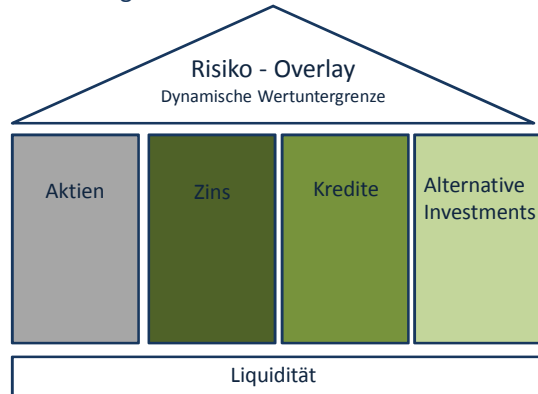 Risiko - Overlay
Dynamische Wertuntergrenze
Aktien
Zins
Kredite
Alternative
Investments
Liquidität